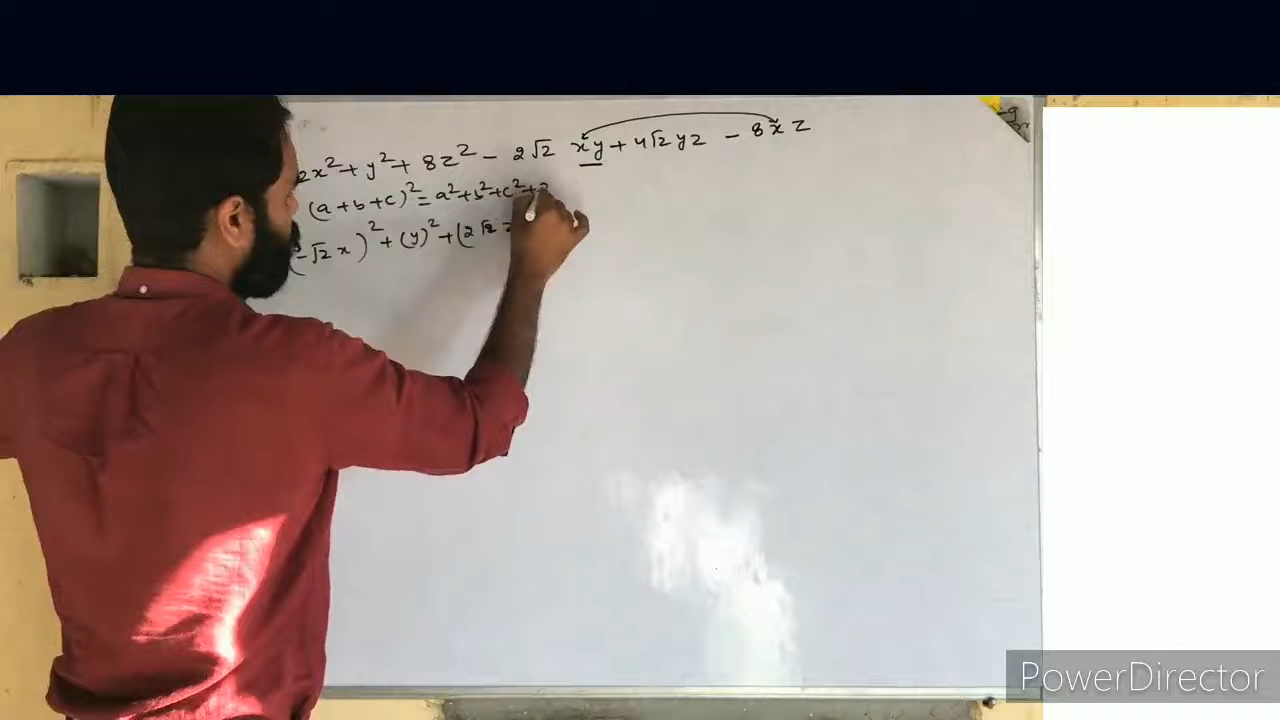 2x² + y² + 8z² - 2√2 xy + 4√2 yz - 8xz
(a + b + c)² = a² + b² + c² + 2
(-√2 x)² + (y)² + (2√2 z
PowerDirector